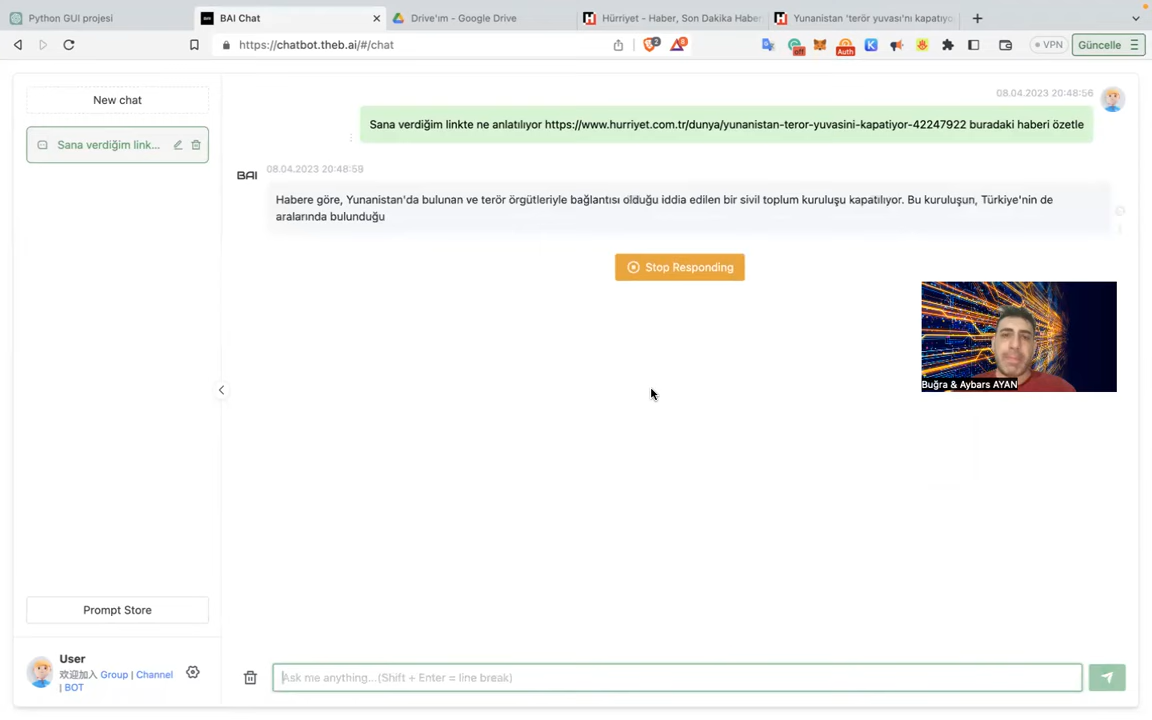 Python GUI projesi
BAI Chat
Drive'ım - Google Drive
Hürriyet - Haber, Son Dakika Haber
Yunanistan 'terör yuvası'nı kapatıyo
https://chatbot.theb.ai/#/chat
2
8
off
Auth
VPN
Güncelle
New chat
Sana verdiğim link...
08.04.2023 20:48:56
Sana verdiğim linkte ne anlatılıyor https://www.hurriyet.com.tr/dunya/yunanistan-teror-yuvasini-kapatiyor-42247922 buradaki haberi özetle
BAI
08.04.2023 20:48:59
Habere göre, Yunanistan'da bulunan ve terör örgütleriyle bağlantısı olduğu iddia edilen bir sivil toplum kuruluşu kapatılıyor. Bu kuruluşun, Türkiye'nin de
aralarında bulunduğu
Stop Responding
Buğra & Aybars AYAN
Prompt Store
User
欢迎加入 Group | Channel
| BOT
Ask me anything...(Shift + Enter = line break)